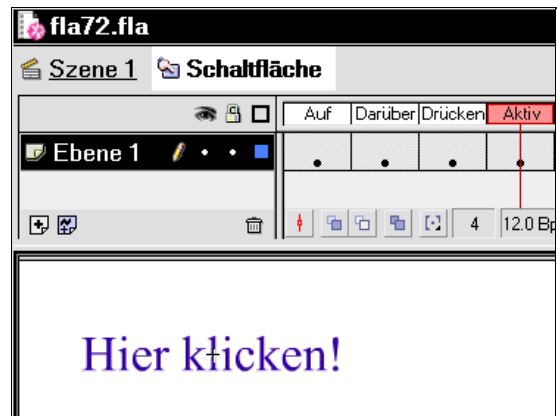 fla72.fla
Szene 1 Schaltfläche
Auf Darüber Drücken Aktiv
Ebene 1
4 12.0 Bp
Hier klicken!